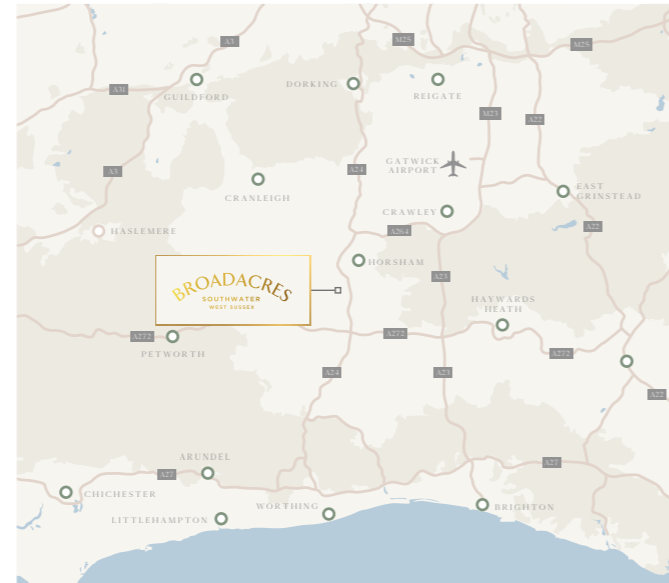 A3
M25
M25
DORKING
REIGATE
A31
GUILDFORD
M23
A22
GATWICK
AIRPORT
A3
A24
CRANLEIGH
EAST
GRINSTEAD
CRAWLEY
A22
HASLEMERE
A264
HORSHAM
A23
BROADACRES
SOUTHWATER
WEST SUSSEX
HAYWARDS
HEATH
A272
A272
A272
PETWORTH
A24
A23
A22
ARUNDEL
A27
A27
CHICHESTER
WORTHING
BRIGHTON
LITTLEHAMPTON